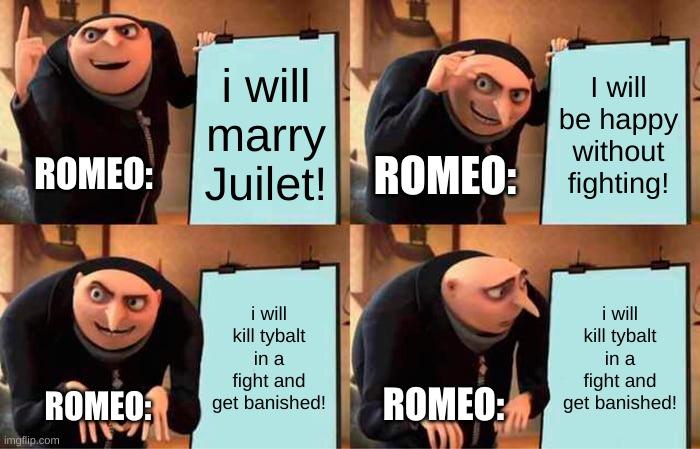 i will
marry
Juilet!
ROMEO:
I will
be happy
without
fighting!
ROMEO:
i will
kill tybalt
in a
fight and
get banished!
ROMEO:
i will
kill tybalt
in a
fight and
get banished!
ROMEO:
imgflip.com